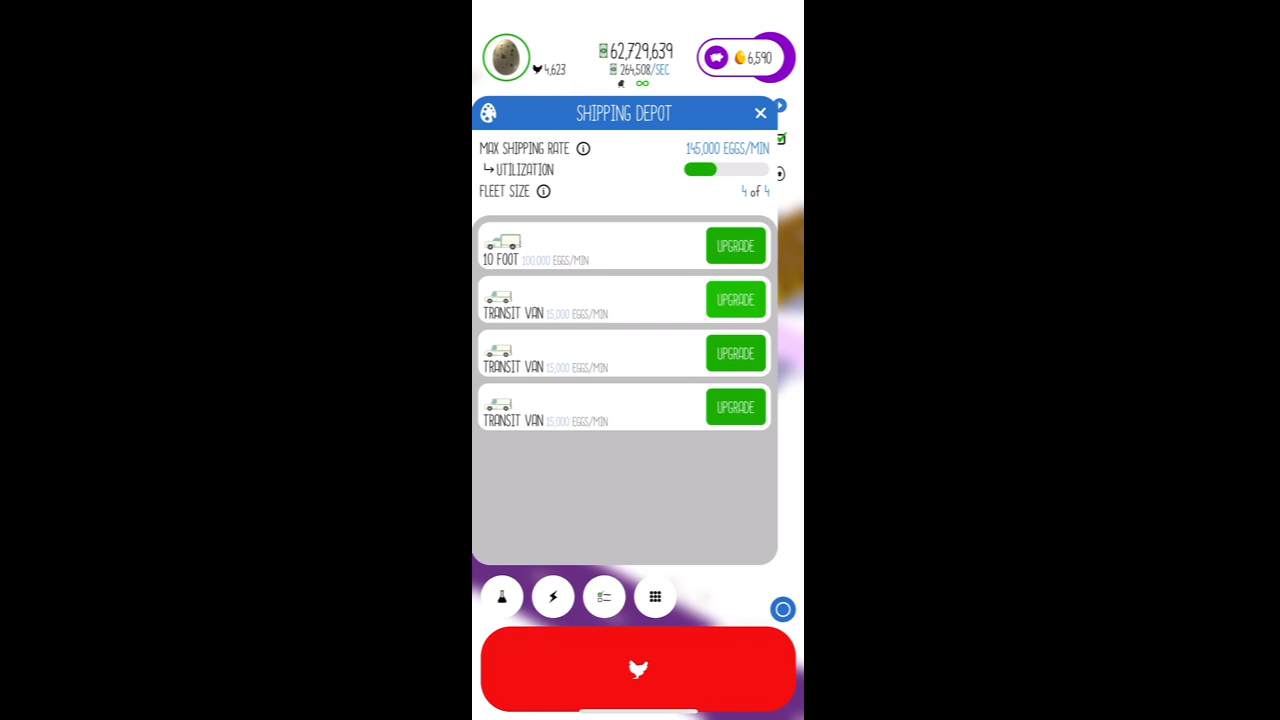 62,729,639
4,623
264,508/SEC
6,590
SHIPPING DEPOT
MAX SHIPPING RATE 145,000 EGGS/MIN
UTILIZATION
FLEET SIZE 4 of 4
10 FOOT 100,000 EGGS/MIN
UPGRADE
TRANSIT VAN 15,000 EGGS/MIN
UPGRADE
TRANSIT VAN 15,000 EGGS/MIN
UPGRADE
TRANSIT VAN 15,000 EGGS/MIN
UPGRADE